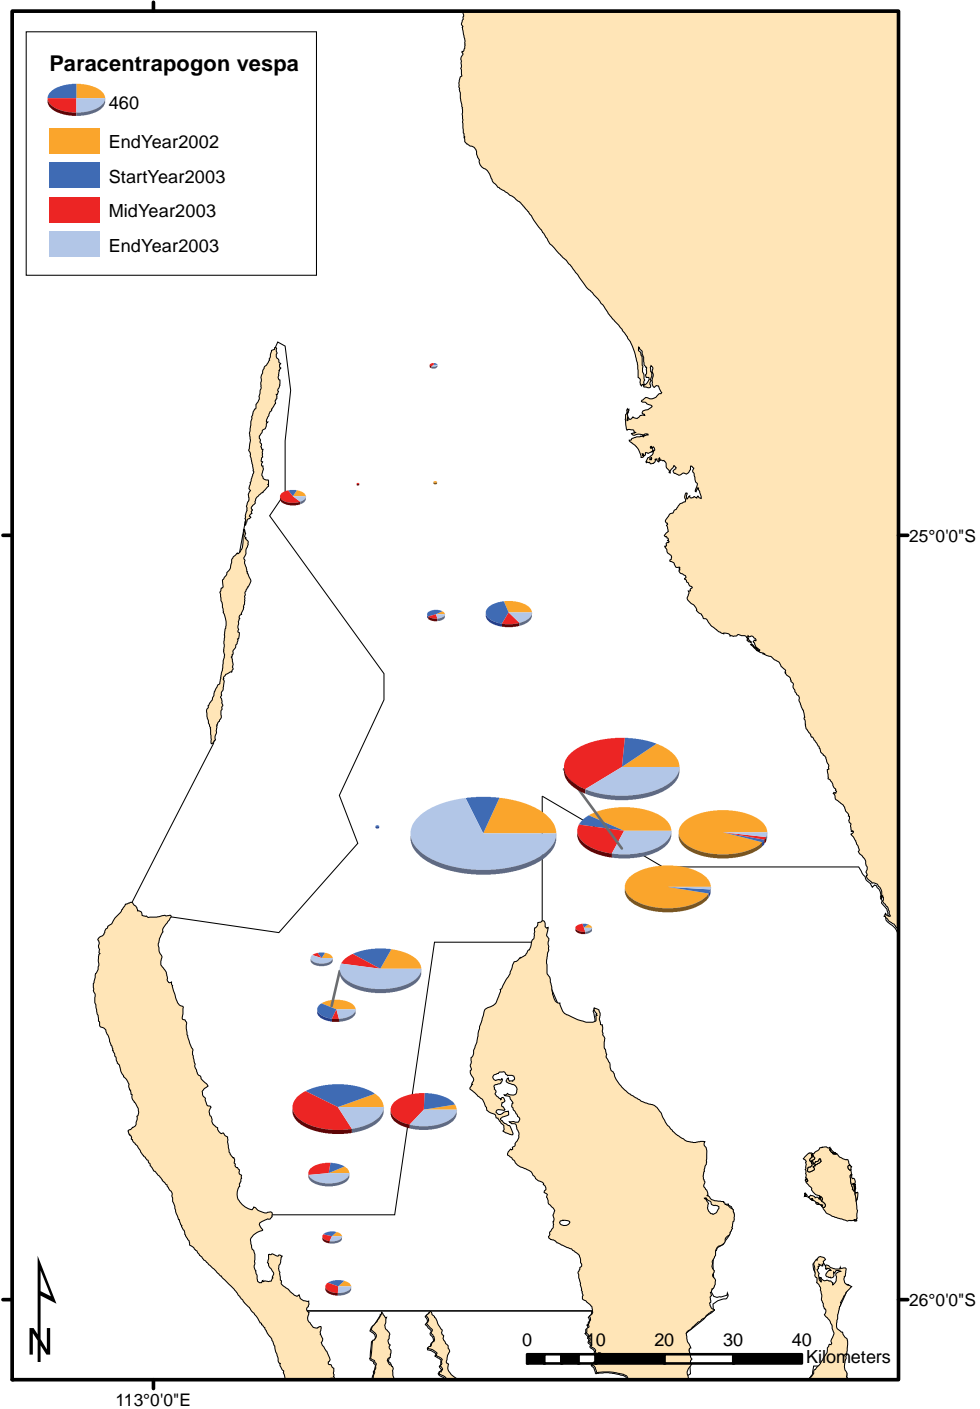 Paracentrapogon vespa
460
EndYear2002
StartYear2003
MidYear2003
EndYear2003
25°0'0"S
26°0'0"S
N
0 10 20 30 40
Kilometers
113°0'0"E